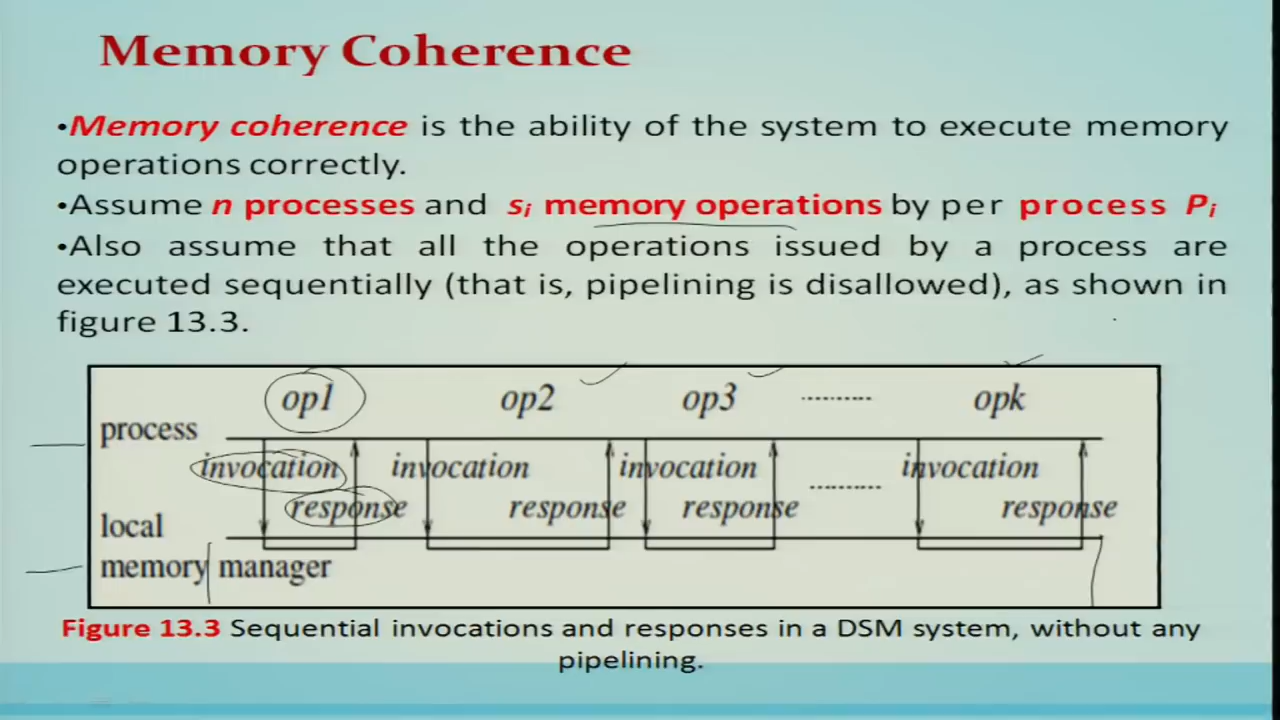 Memory Coherence
•Memory coherence is the ability of the system to execute memory
operations correctly.
•Assume n processes and si memory operations by per process Pi
•Also assume that all the operations issued by a process are
executed sequentially (that is, pipelining is disallowed), as shown in
figure 13.3.
op1 op2 op3 .......... opk
process
invocation invocation invocation invocation
response response response .......... response
local
memory manager
Figure 13.3 Sequential invocations and responses in a DSM system, without any
pipelining.